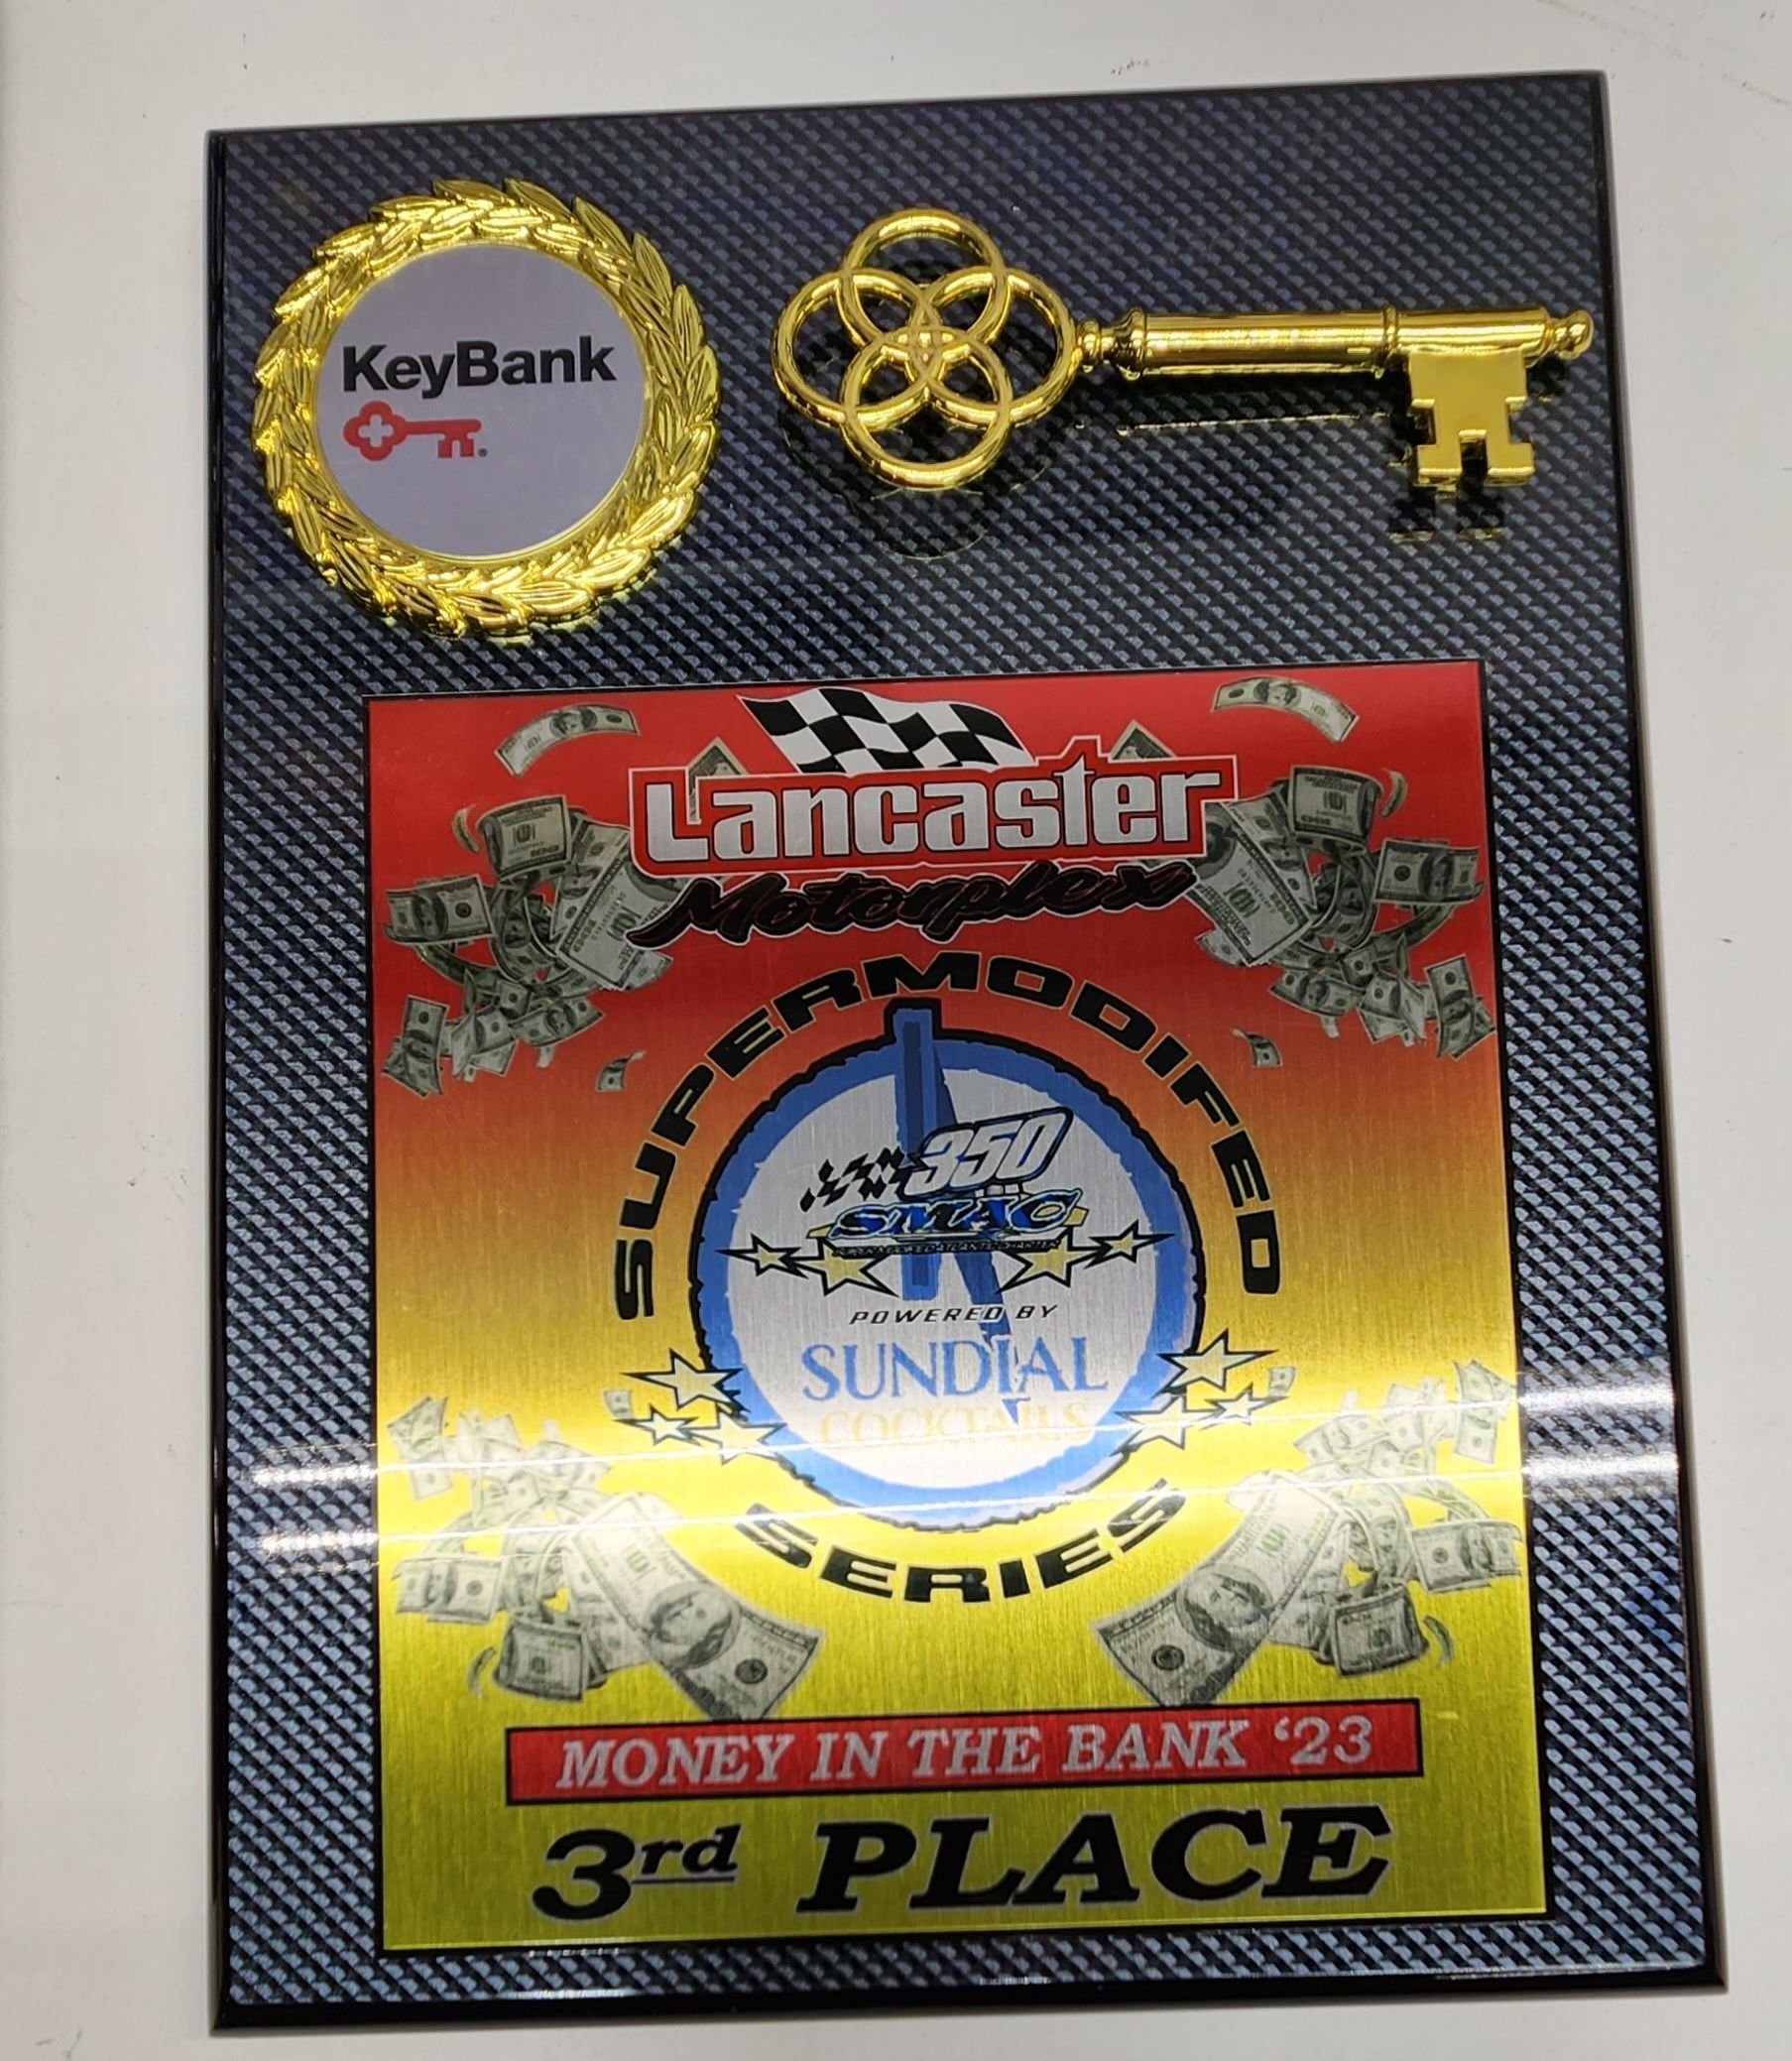 KeyBank
Lancaster
Motorplex
SUPERMODIFIED
350
SMAC
POWERED BY
SUNDIAL
COCKTAILS
SERIES
MONEY IN THE BANK ‘23
3rd PLACE